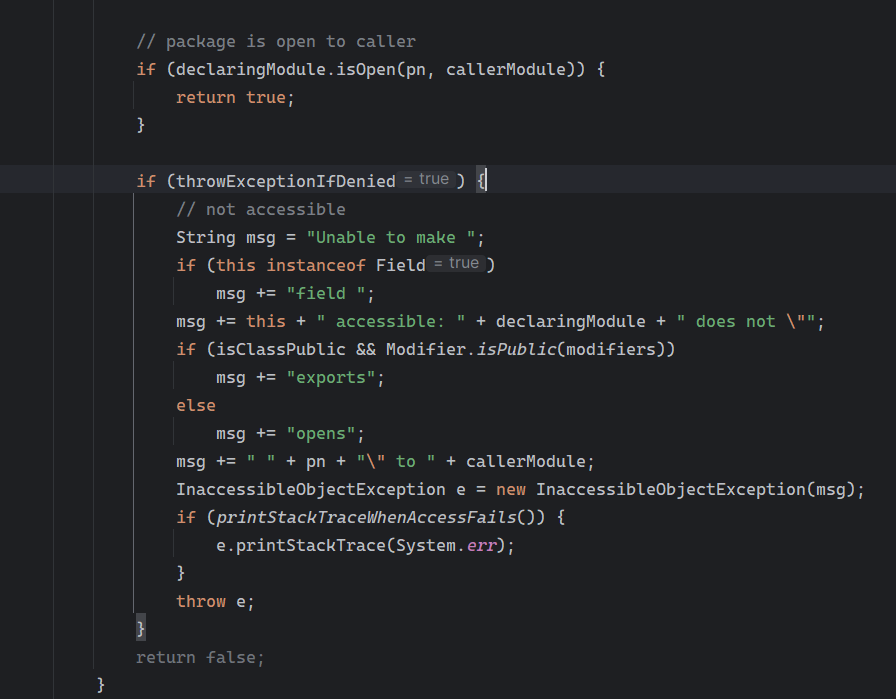 // package is open to caller
if (declaringModule.isOpen(pn, callerModule)) {
return true;
}
if (throwExceptionIfDenied = true ) {
// not accessible
String msg = "Unable to make ";
if (this instanceof Field = true )
msg += "field ";
msg += this + " accessible: " + declaringModule + " does not \"";
if (isClassPublic && Modifier.isPublic(modifiers))
msg += "exports";
else
msg += "opens";
msg += " " + pn + "\" to " + callerModule;
InaccessibleObjectException e = new InaccessibleObjectException(msg);
if (printStackTraceWhenAccessFails()) {
e.printStackTrace(System.err);
}
throw e;
}
return false;
}